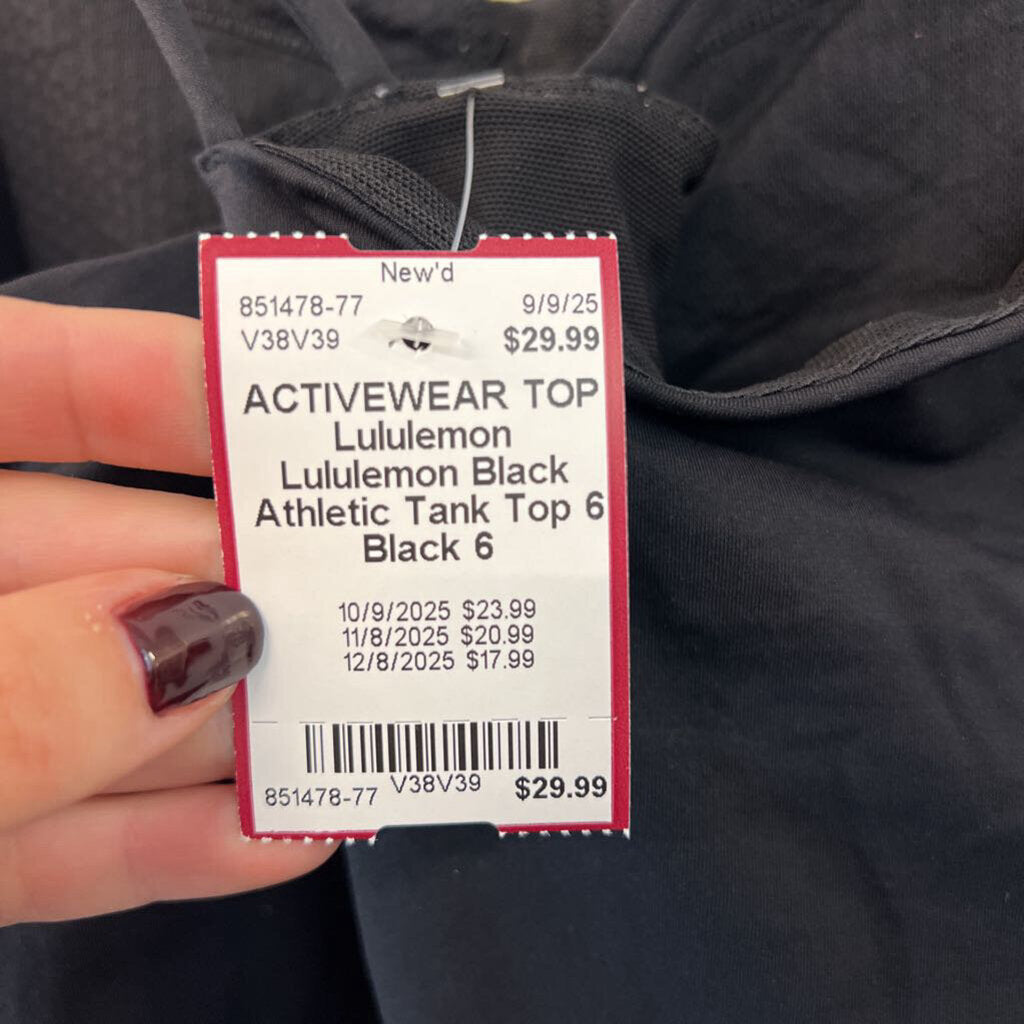 New'd
851478-77 9/9/25
V38V39 $29.99
ACTIVEWEAR TOP
Lululemon
Lululemon Black
Athletic Tank Top 6
Black 6
10/9/2025 $23.99
11/8/2025 $20.99
12/8/2025 $17.99
851478-77 V38V39 $29.99